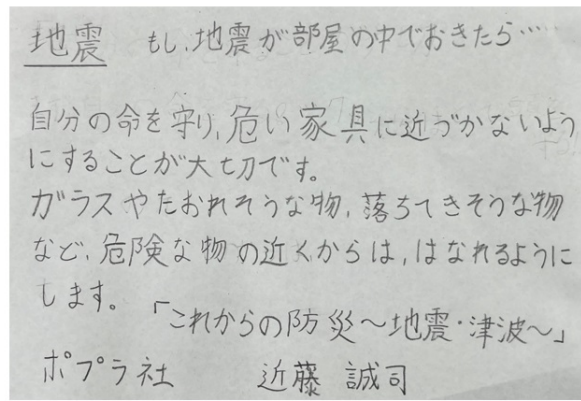 地震　もし、地震が部屋の中でおきたら……
自分の命を守り、危い家具に近づかないよう
にすることが大切です。
ガラスやたおれそうな物、落ちてきそうな物
など、危険な物の近くからは、はなれるように
します。　「これからの防災〜地震・津波〜」
ポプラ社　近藤 誠司